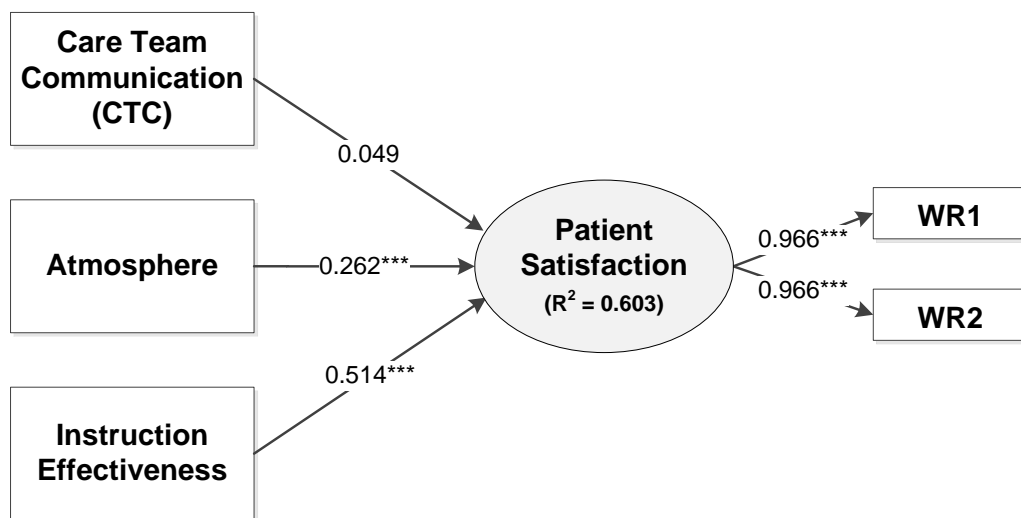 Care Team
Communication
(CTC)
0.049
Atmosphere
0.262***
Instruction
Effectiveness
0.514***
Patient
Satisfaction
(R² = 0.603)
0.966***
WR1
0.966***
WR2